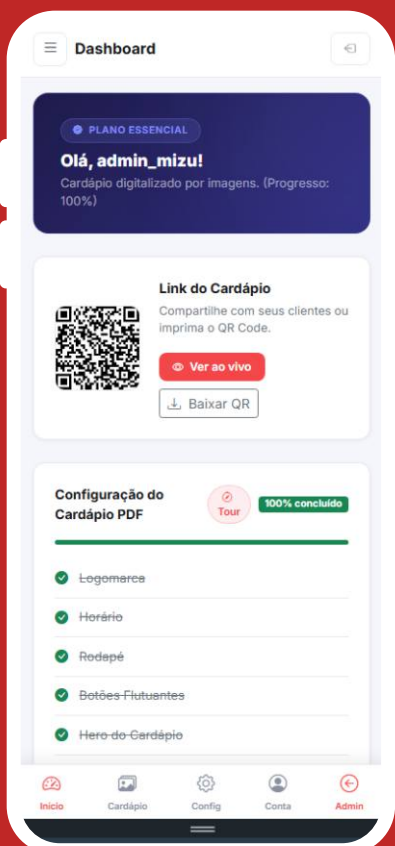 Dashboard
PLANO ESSENCIAL
Olá, admin_mizu!
Cardápio digitalizado por imagens. (Progresso:
100%)
Link do Cardápio
Compartilhe com seus clientes ou
imprima o QR Code.
Ver ao vivo
Baixar QR
Configuração do
Cardápio PDF
Tour
100% concluído
Logomarca
Horário
Rodapé
Botões Flutuantes
Hero do Cardápio
Início
Cardápio
Config
Conta
Admin